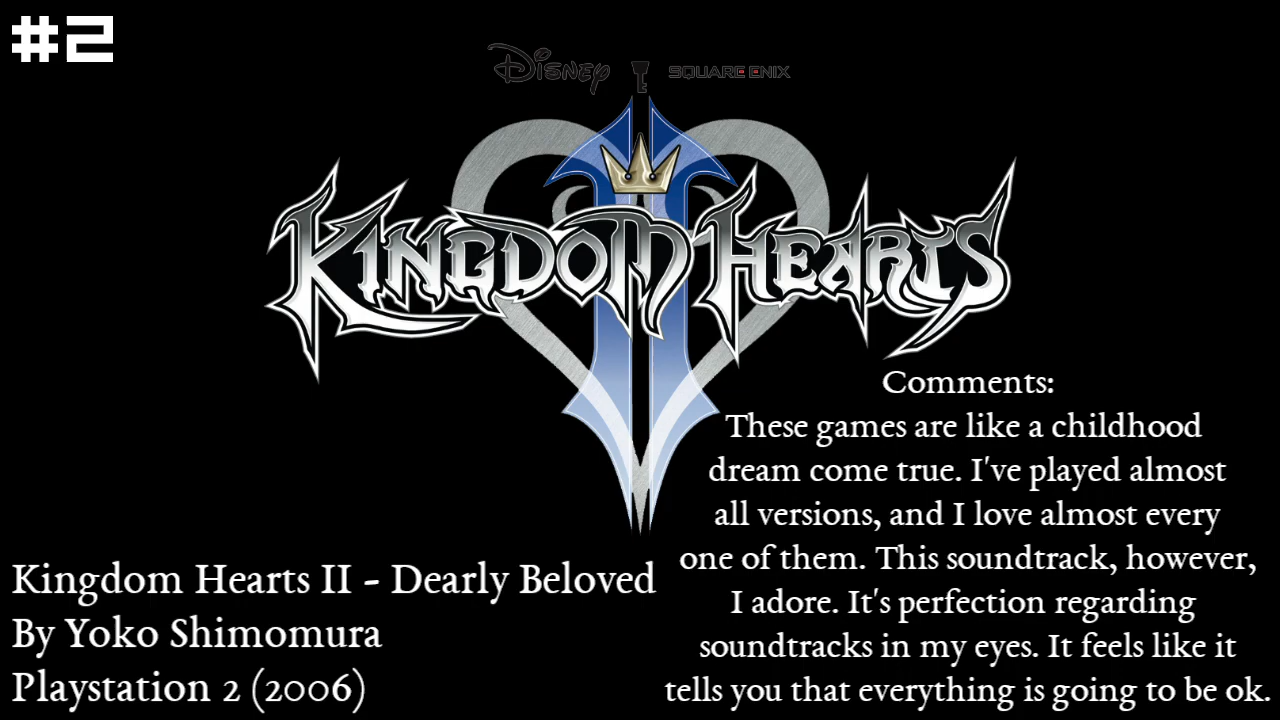 #2
Disney SQUARE ENIX
KINGDOM HEARTS
II
Comments:
These games are like a childhood
dream come true. I've played almost
all versions, and I love almost every
one of them. This soundtrack, however,
I adore. It's perfection regarding
soundtracks in my eyes. It feels like it
tells you that everything is going to be ok.
Kingdom Hearts II - Dearly Beloved
By Yoko Shimomura
Playstation 2 (2006)